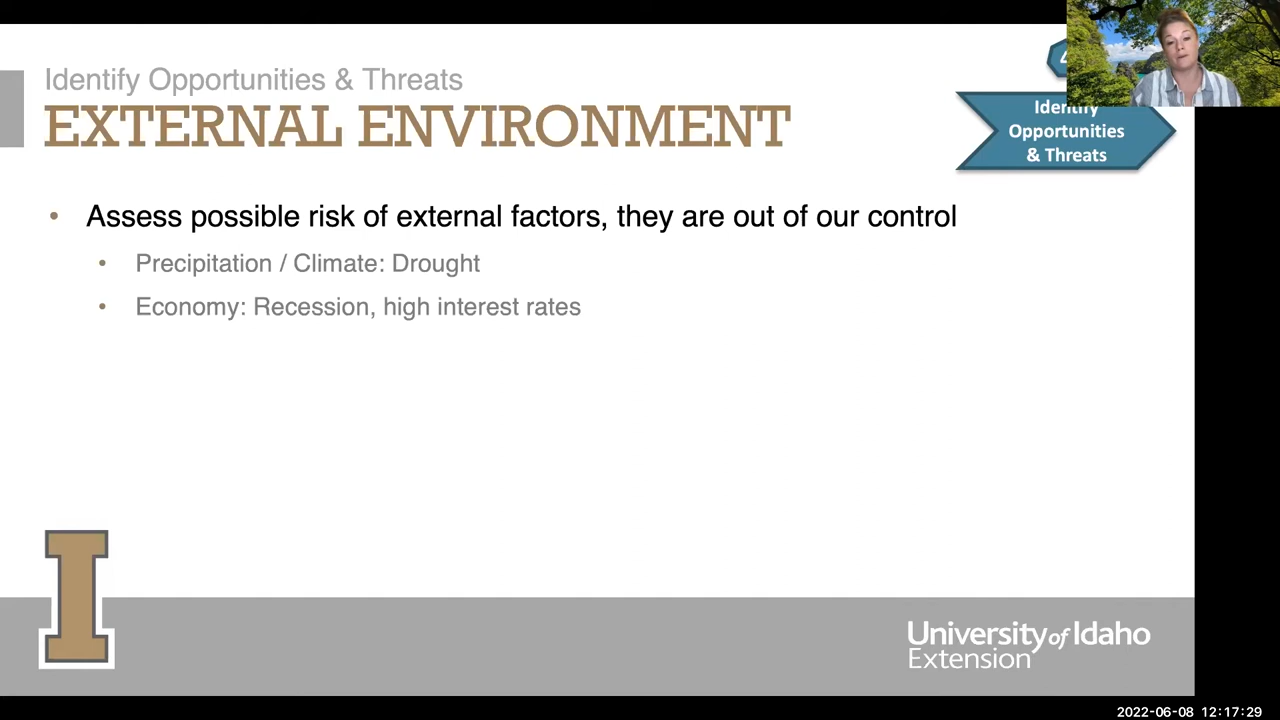 Identify Opportunities & Threats
EXTERNAL ENVIRONMENT
Identify
Opportunities
& Threats
• Assess possible risk of external factors, they are out of our control
• Precipitation / Climate: Drought
• Economy: Recession, high interest rates
I
University of Idaho
Extension
2022-06-08 12:17:29